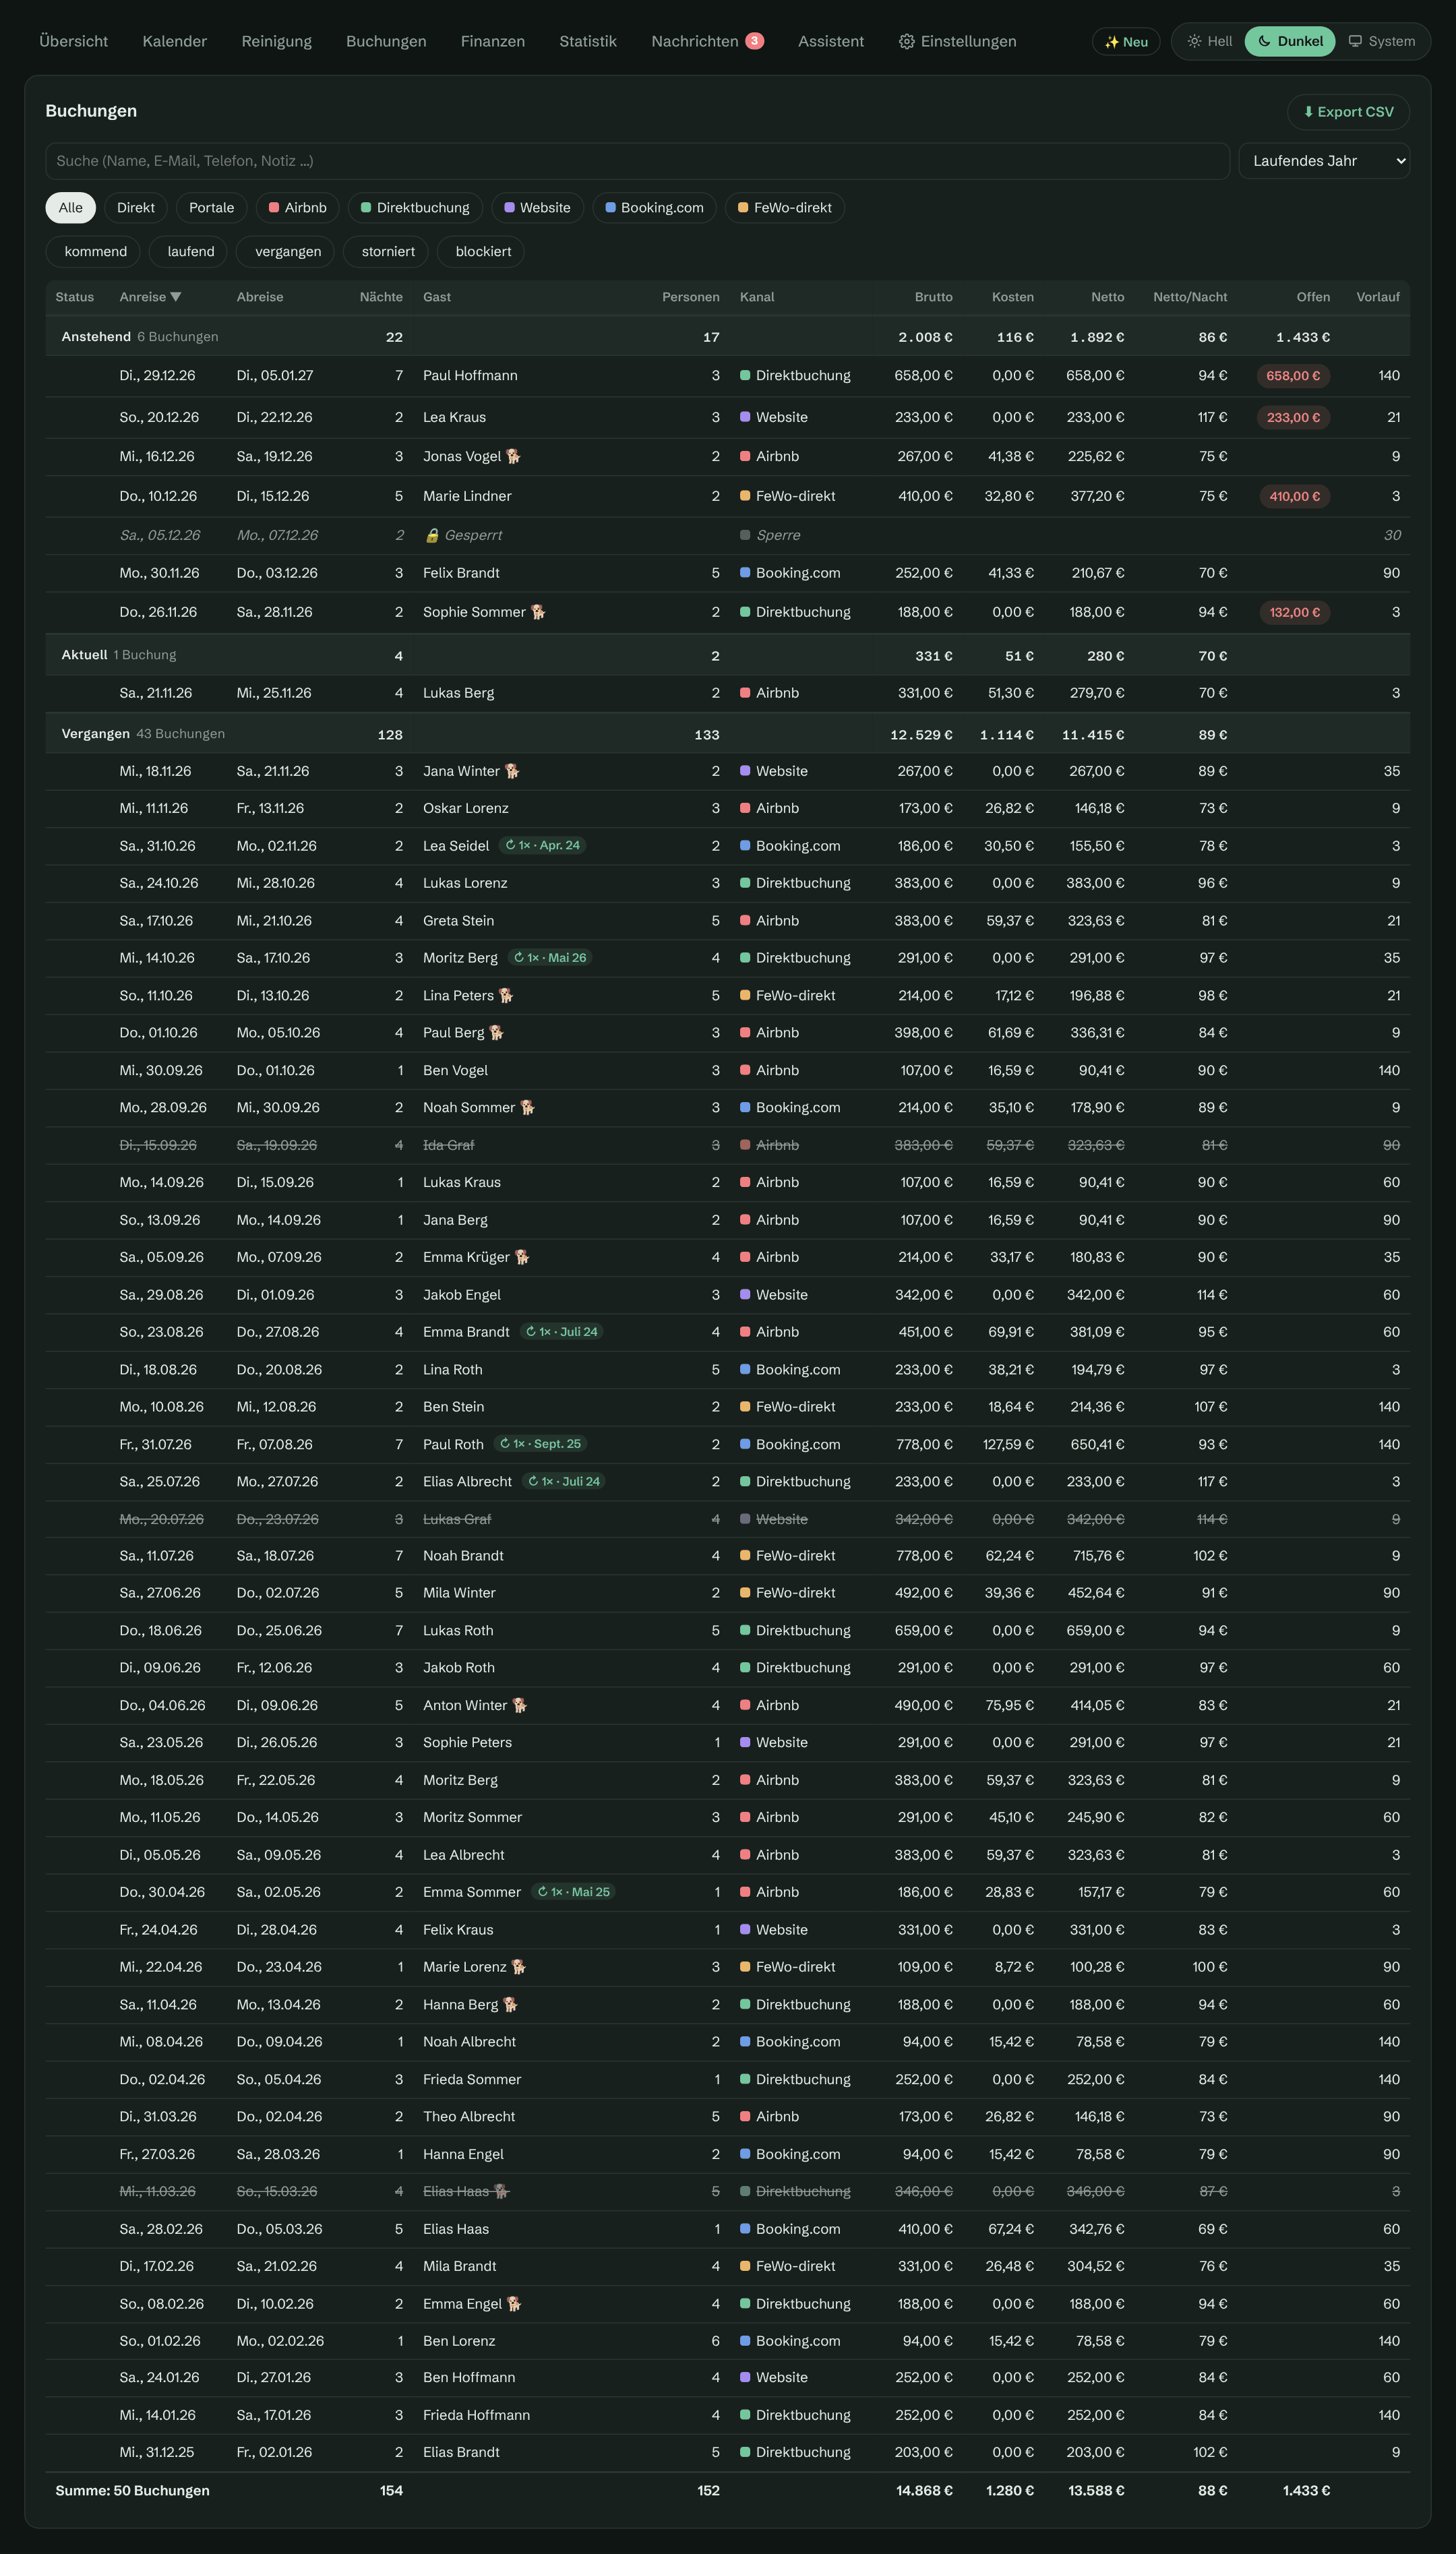 Übersicht Kalender Reinigung Buchungen Finanzen Statistik Nachrichten 3 Assistent Einstellungen ✨ Neu Hell Dunkel System
Buchungen ⬇ Export CSV
Suche (Name, E-Mail, Telefon, Notiz …) Laufendes Jahr
Alle Direkt Portale Airbnb Direktbuchung Website Booking.com FeWo-direkt
kommend laufend vergangen storniert blockiert
Status Anreise ▼ Abreise Nächte Gast Personen Kanal Brutto Kosten Netto Netto/Nacht Offen Vorlauf
Anstehend 6 Buchungen 22 17 2.008 € 116 € 1.892 € 86 € 1.433 €
Di., 29.12.26 Di., 05.01.27 7 Paul Hoffmann 3 Direktbuchung 658,00 € 0,00 € 658,00 € 94 € 658,00 € 140
So., 20.12.26 Di., 22.12.26 2 Lea Kraus 3 Website 233,00 € 0,00 € 233,00 € 117 € 233,00 € 21
Mi., 16.12.26 Sa., 19.12.26 3 Jonas Vogel 🐕 2 Airbnb 267,00 € 41,38 € 225,62 € 75 € 9
Do., 10.12.26 Di., 15.12.26 5 Marie Lindner 2 FeWo-direkt 410,00 € 32,80 € 377,20 € 75 € 410,00 € 3
Sa., 05.12.26 Mo., 07.12.26 2 🔒 Gesperrt Sperre 30
Mo., 30.11.26 Do., 03.12.26 3 Felix Brandt 5 Booking.com 252,00 € 41,33 € 210,67 € 70 € 90
Do., 26.11.26 Sa., 28.11.26 2 Sophie Sommer 🐕 2 Direktbuchung 188,00 € 0,00 € 188,00 € 94 € 132,00 € 3
Aktuell 1 Buchung 4 2 331 € 51 € 280 € 70 €
Sa., 21.11.26 Mi., 25.11.26 4 Lukas Berg 2 Airbnb 331,00 € 51,30 € 279,70 € 70 € 3
Vergangen 43 Buchungen 128 133 12.529 € 1.114 € 11.415 € 89 €
Mi., 18.11.26 Sa., 21.11.26 3 Jana Winter 🐕 2 Website 267,00 € 0,00 € 267,00 € 89 € 35
Mi., 11.11.26 Fr., 13.11.26 2 Oskar Lorenz 3 Airbnb 173,00 € 26,82 € 146,18 € 73 € 9
Sa., 31.10.26 Mo., 02.11.26 2 Lea Seidel ↻ 1× · Apr. 24 2 Booking.com 186,00 € 30,50 € 155,50 € 78 € 3
Sa., 24.10.26 Mi., 28.10.26 4 Lukas Lorenz 3 Direktbuchung 383,00 € 0,00 € 383,00 € 96 € 9
Sa., 17.10.26 Mi., 21.10.26 4 Greta Stein 5 Airbnb 383,00 € 59,37 € 323,63 € 81 € 21
Mi., 14.10.26 Sa., 17.10.26 3 Moritz Berg ↻ 1× · Mai 26 4 Direktbuchung 291,00 € 0,00 € 291,00 € 97 € 35
So., 11.10.26 Di., 13.10.26 2 Lina Peters 🐕 5 FeWo-direkt 214,00 € 17,12 € 196,88 € 98 € 21
Do., 01.10.26 Mo., 05.10.26 4 Paul Berg 🐕 3 Airbnb 398,00 € 61,69 € 336,31 € 84 € 9
Mi., 30.09.26 Do., 01.10.26 1 Ben Vogel 3 Airbnb 107,00 € 16,59 € 90,41 € 90 € 140
Mo., 28.09.26 Mi., 30.09.26 2 Noah Sommer 🐕 3 Booking.com 214,00 € 35,10 € 178,90 € 89 € 9
Di., 15.09.26 Sa., 19.09.26 4 Ida Graf 3 Airbnb 383,00 € 59,37 € 323,63 € 81 € 90
Mo., 14.09.26 Di., 15.09.26 1 Lukas Kraus 2 Airbnb 107,00 € 16,59 € 90,41 € 90 € 60
So., 13.09.26 Mo., 14.09.26 1 Jana Berg 2 Airbnb 107,00 € 16,59 € 90,41 € 90 € 90
Sa., 05.09.26 Mo., 07.09.26 2 Emma Krüger 🐕 4 Airbnb 214,00 € 33,17 € 180,83 € 90 € 35
Sa., 29.08.26 Di., 01.09.26 3 Jakob Engel 3 Website 342,00 € 0,00 € 342,00 € 114 € 60
So., 23.08.26 Do., 27.08.26 4 Emma Brandt ↻ 1× · Juli 24 4 Airbnb 451,00 € 69,91 € 381,09 € 95 € 60
Di., 18.08.26 Do., 20.08.26 2 Lina Roth 5 Booking.com 233,00 € 38,21 € 194,79 € 97 € 3
Mo., 10.08.26 Mi., 12.08.26 2 Ben Stein 2 FeWo-direkt 233,00 € 18,64 € 214,36 € 107 € 140
Fr., 31.07.26 Fr., 07.08.26 7 Paul Roth ↻ 1× · Sept. 25 2 Booking.com 778,00 € 127,59 € 650,41 € 93 € 140
Sa., 25.07.26 Mo., 27.07.26 2 Elias Albrecht ↻ 1× · Juli 24 2 Direktbuchung 233,00 € 0,00 € 233,00 € 117 € 3
Mo., 20.07.26 Do., 23.07.26 3 Lukas Graf 4 Website 342,00 € 0,00 € 342,00 € 114 € 9
Sa., 11.07.26 Sa., 18.07.26 7 Noah Brandt 4 FeWo-direkt 778,00 € 62,24 € 715,76 € 102 € 9
Sa., 27.06.26 Do., 02.07.26 5 Mila Winter 2 FeWo-direkt 492,00 € 39,36 € 452,64 € 91 € 90
Do., 18.06.26 Do., 25.06.26 7 Lukas Roth 5 Direktbuchung 659,00 € 0,00 € 659,00 € 94 € 9
Di., 09.06.26 Fr., 12.06.26 3 Jakob Roth 4 Direktbuchung 291,00 € 0,00 € 291,00 € 97 € 60
Do., 04.06.26 Di., 09.06.26 5 Anton Winter 🐕 4 Airbnb 490,00 € 75,95 € 414,05 € 83 € 21
Sa., 23.05.26 Di., 26.05.26 3 Sophie Peters 1 Website 291,00 € 0,00 € 291,00 € 97 € 21
Mo., 18.05.26 Fr., 22.05.26 4 Moritz Berg 2 Airbnb 383,00 € 59,37 € 323,63 € 81 € 9
Mo., 11.05.26 Do., 14.05.26 3 Moritz Sommer 3 Airbnb 291,00 € 45,10 € 245,90 € 82 € 60
Di., 05.05.26 Sa., 09.05.26 4 Lea Albrecht 4 Airbnb 383,00 € 59,37 € 323,63 € 81 € 3
Do., 30.04.26 Sa., 02.05.26 2 Emma Sommer ↻ 1× · Mai 25 1 Airbnb 186,00 € 28,83 € 157,17 € 79 € 60
Fr., 24.04.26 Di., 28.04.26 4 Felix Kraus 1 Website 331,00 € 0,00 € 331,00 € 83 € 3
Mi., 22.04.26 Do., 23.04.26 1 Marie Lorenz 🐕 3 FeWo-direkt 109,00 € 8,72 € 100,28 € 100 € 90
Sa., 11.04.26 Mo., 13.04.26 2 Hanna Berg 🐕 2 Direktbuchung 188,00 € 0,00 € 188,00 € 94 € 60
Mi., 08.04.26 Do., 09.04.26 1 Noah Albrecht 2 Booking.com 94,00 € 15,42 € 78,58 € 79 € 140
Do., 02.04.26 So., 05.04.26 3 Frieda Sommer 1 Direktbuchung 252,00 € 0,00 € 252,00 € 84 € 140
Di., 31.03.26 Do., 02.04.26 2 Theo Albrecht 5 Airbnb 173,00 € 26,82 € 146,18 € 73 € 90
Fr., 27.03.26 Sa., 28.03.26 1 Hanna Engel 2 Booking.com 94,00 € 15,42 € 78,58 € 79 € 90
Mi., 11.03.26 So., 15.03.26 4 Elias Haas 🐕 5 Direktbuchung 346,00 € 0,00 € 346,00 € 87 € 3
Sa., 28.02.26 Do., 05.03.26 5 Elias Haas 1 Booking.com 410,00 € 67,24 € 342,76 € 69 € 60
Di., 17.02.26 Sa., 21.02.26 4 Mila Brandt 4 FeWo-direkt 331,00 € 26,48 € 304,52 € 76 € 35
So., 08.02.26 Di., 10.02.26 2 Emma Engel 🐕 4 Direktbuchung 188,00 € 0,00 € 188,00 € 94 € 60
So., 01.02.26 Mo., 02.02.26 1 Ben Lorenz 6 Booking.com 94,00 € 15,42 € 78,58 € 79 € 140
Sa., 24.01.26 Di., 27.01.26 3 Ben Hoffmann 4 Website 252,00 € 0,00 € 252,00 € 84 € 60
Mi., 14.01.26 Sa., 17.01.26 3 Frieda Hoffmann 4 Direktbuchung 252,00 € 0,00 € 252,00 € 84 € 140
Mi., 31.12.25 Fr., 02.01.26 2 Elias Brandt 5 Direktbuchung 203,00 € 0,00 € 203,00 € 102 € 9
Summe: 50 Buchungen 154 152 14.868 € 1.280 € 13.588 € 88 € 1.433 €